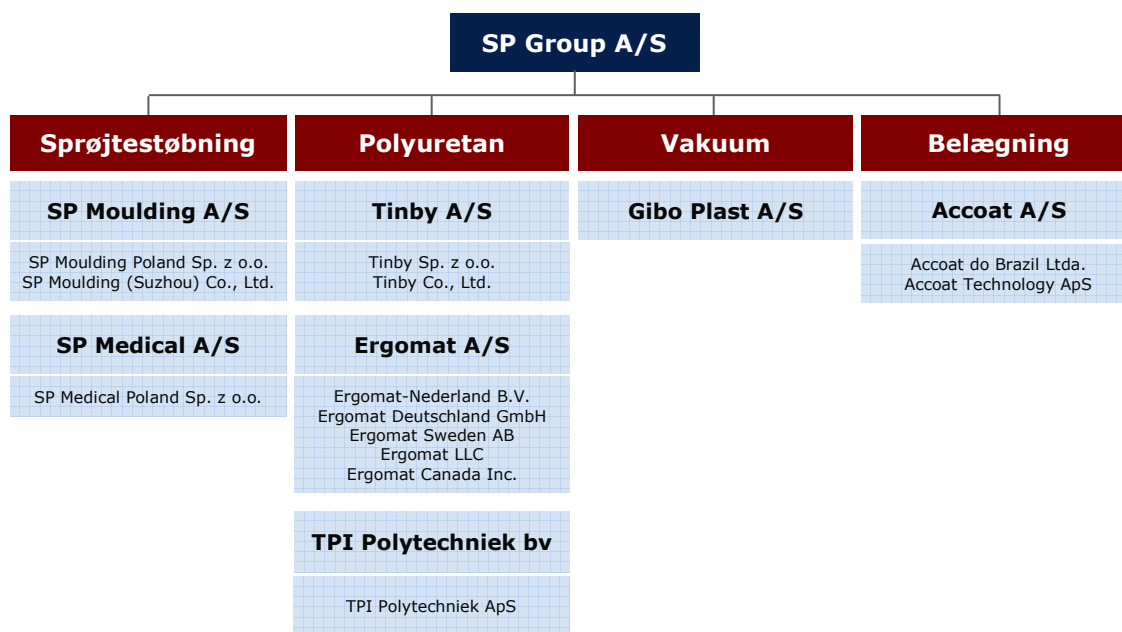 SP Group A/S
Sprøjtestøbning
Polyuretan
Vakuum
Belægning
SP Moulding A/S
Tinby A/S
Gibo Plast A/S
Accoat A/S
SP Moulding Poland Sp. z o.o.
SP Moulding (Suzhou) Co., Ltd.
Tinby Sp. z o.o.
Tinby Co., Ltd.
Accoat do Brazil Ltda.
Accoat Technology ApS
SP Medical A/S
Ergomat A/S
SP Medical Poland Sp. z o.o.
Ergomat-Nederland B.V.
Ergomat Deutschland GmbH
Ergomat Sweden AB
Ergomat LLC
Ergomat Canada Inc.
TPI Polytechniek bv
TPI Polytechniek ApS